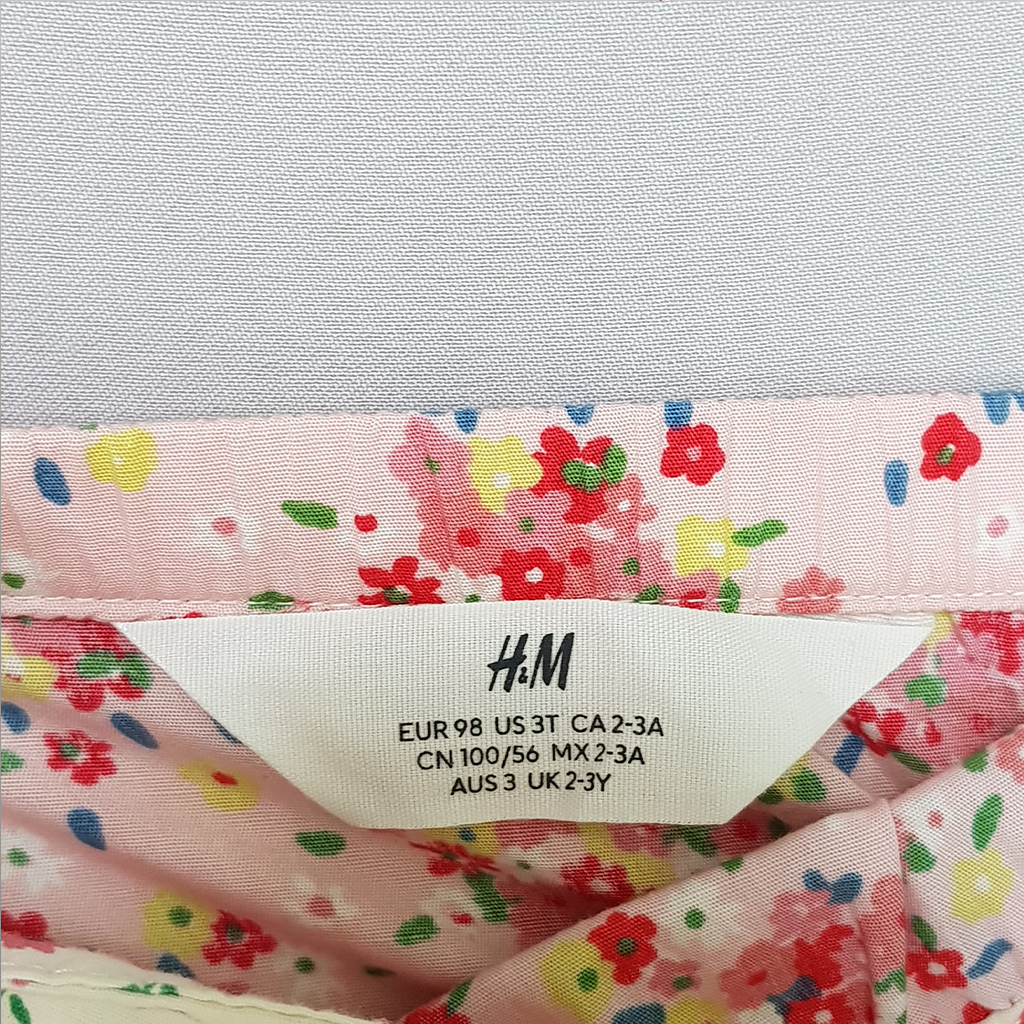 H&M
EUR 98 US 3T CA 2-3A
CN 100/56 MX 2-3A
AUS 3 UK 2-3Y